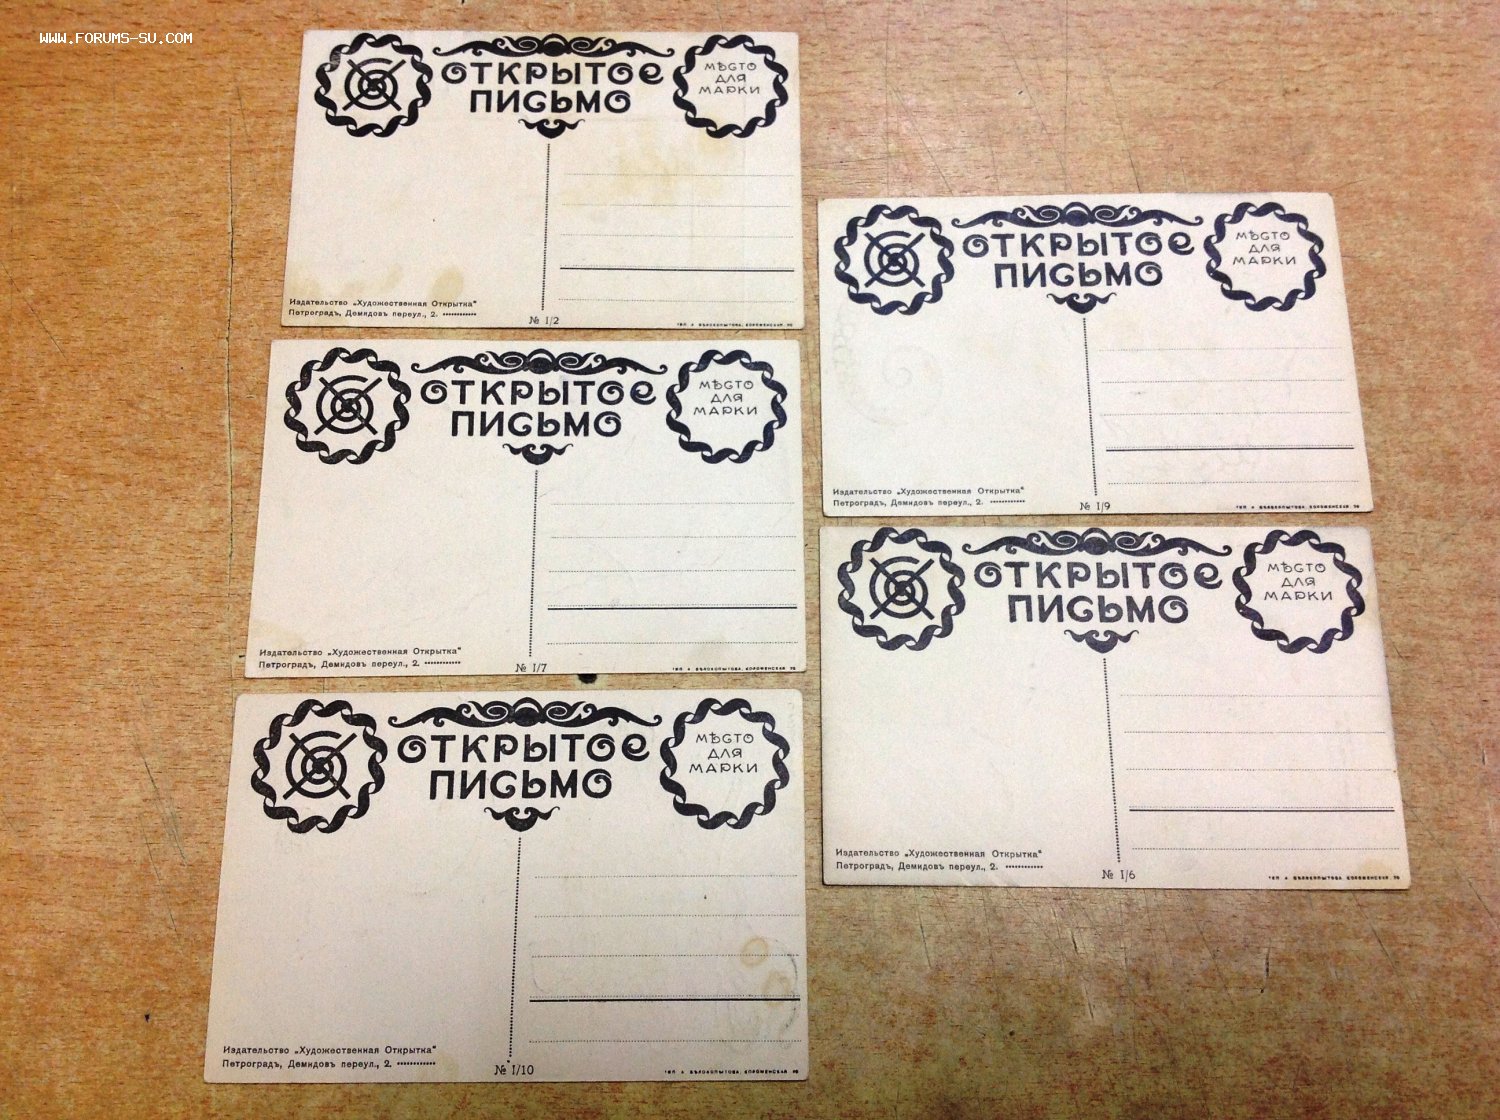 WWW.FORUMS-SU.COM
ОТКРЫТОЕ
ПИСЬМО
МѢСТО
ДЛЯ
МАРКИ
Издательство „Художественная Открытка“
Петроградъ, Демидовъ переул., 2.
№ I/2
ОТКРЫТОЕ
ПИСЬМО
МѢСТО
ДЛЯ
МАРКИ
Издательство „Художественная Открытка“
Петроградъ, Демидовъ переул., 2.
№ I/7
ОТКРЫТОЕ
ПИСЬМО
МѢСТО
ДЛЯ
МАРКИ
Издательство „Художественная Открытка“
Петроградъ, Демидовъ переул., 2.
№ I/10
ОТКРЫТОЕ
ПИСЬМО
МѢСТО
ДЛЯ
МАРКИ
Издательство „Художественная Открытка“
Петроградъ, Демидовъ переул., 2.
№ I/9
ОТКРЫТОЕ
ПИСЬМО
МѢСТО
ДЛЯ
МАРКИ
Издательство „Художественная Открытка“
Петроградъ, Демидовъ переул., 2.
№ I/6